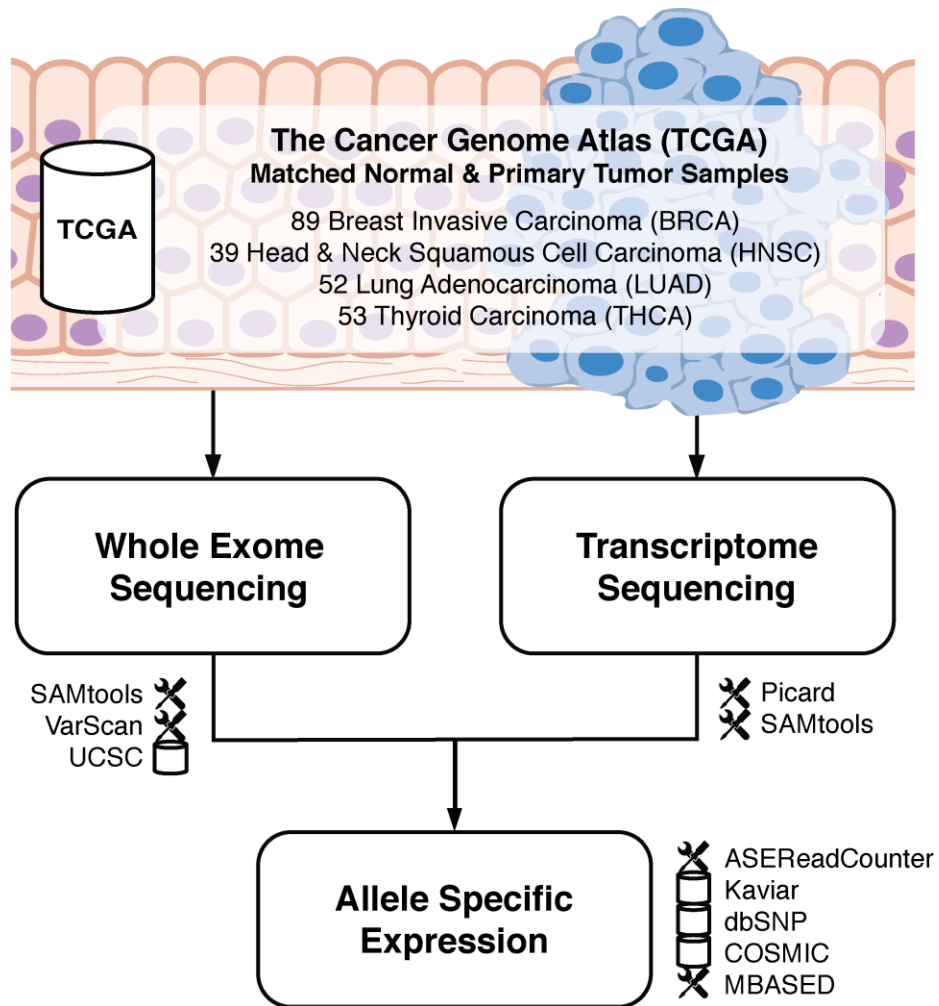 The Cancer Genome Atlas (TCGA)
Matched Normal & Primary Tumor Samples
TCGA
89 Breast Invasive Carcinoma (BRCA)
39 Head & Neck Squamous Cell Carcinoma (HNSC)
52 Lung Adenocarcinoma (LUAD)
53 Thyroid Carcinoma (THCA)
Whole Exome
Sequencing
Transcriptome
Sequencing
SAMtools
VarScan
UCSC
Picard
SAMtools
Allele Specific
Expression
ASEReadCounter
Kaviar
dbSNP
COSMIC
MBASED